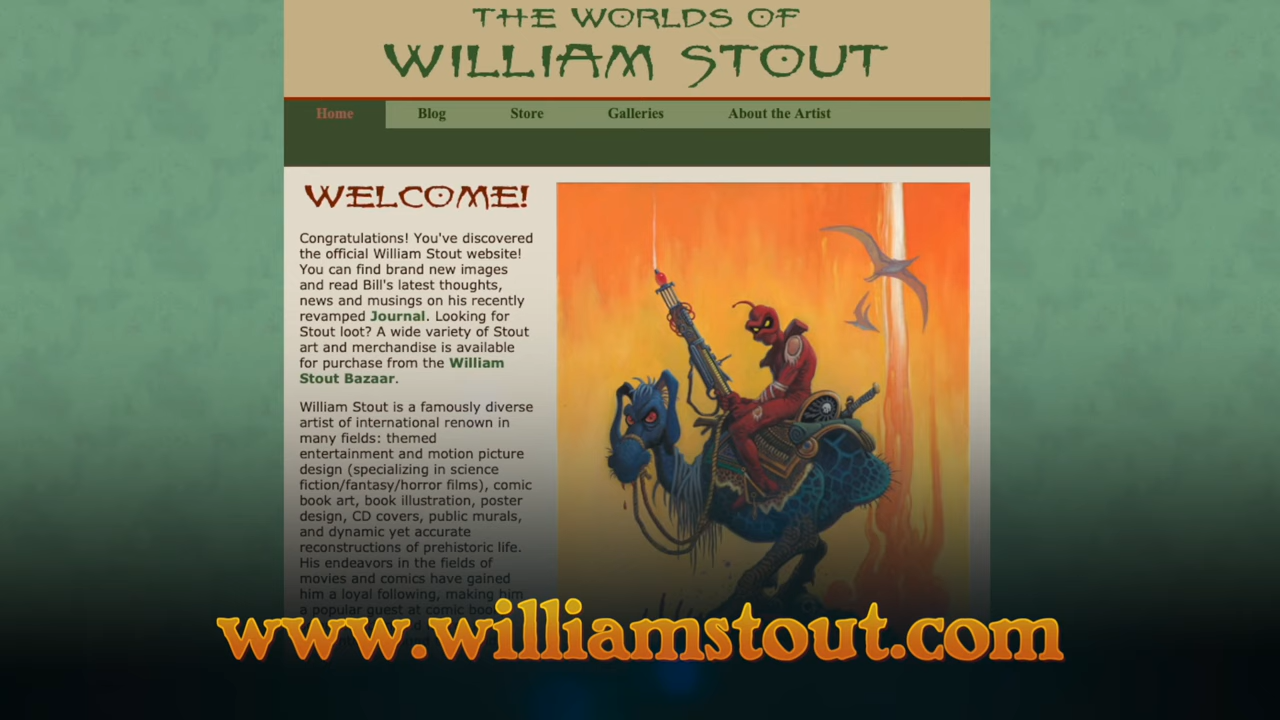 THE WORLDS OF
WILLIAM STOUT
Home Blog Store Galleries About the Artist
WELCOME!
Congratulations! You've discovered
the official William Stout website!
You can find brand new images
and read Bill's latest thoughts,
news and musings on his recently
revamped Journal. Looking for
Stout loot? A wide variety of Stout
art and merchandise is available
for purchase from the William
Stout Bazaar.
William Stout is a famously diverse
artist of international renown in
many fields: themed
entertainment and motion picture
design (specializing in science
fiction/fantasy/horror films), comic
book art, book illustration, poster
design, CD covers, public murals,
and dynamic yet accurate
reconstructions of prehistoric life.
His endeavors in the fields of
movies and comics have gained
him a loyal following, making him
a popular guest at comic book
www.williamstout.com